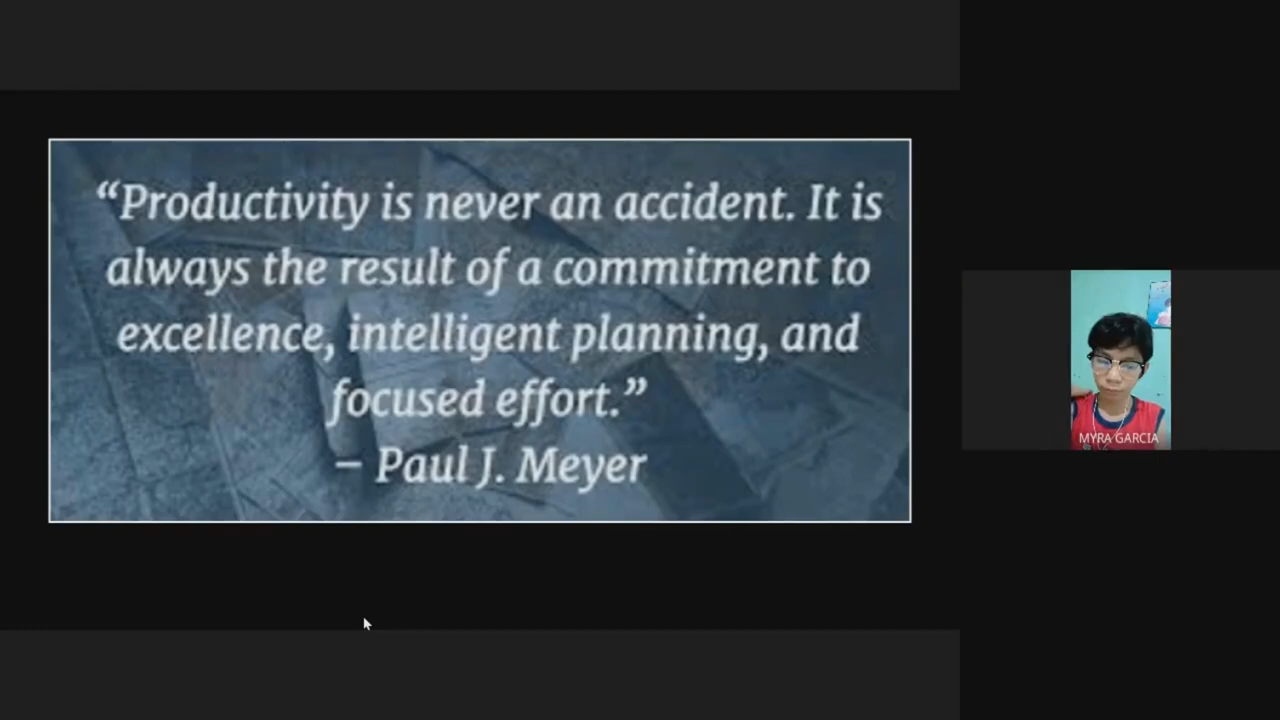 “Productivity is never an accident. It is
always the result of a commitment to
excellence, intelligent planning, and
focused effort.”
– Paul J. Meyer
MYRA GARCIA